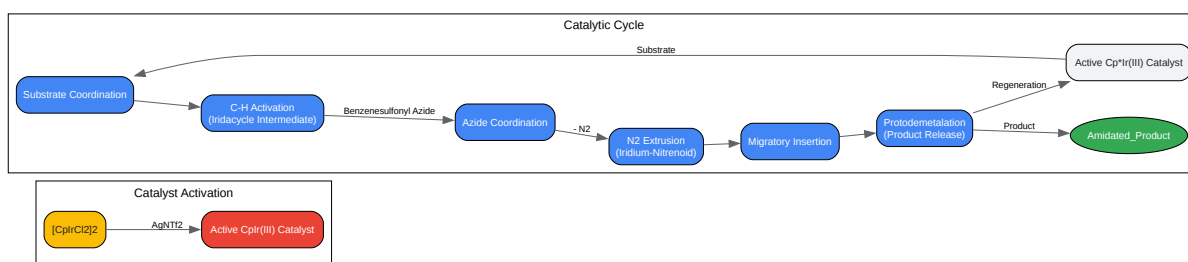 Catalytic Cycle
Substrate
Active Cp*Ir(III) Catalyst
Substrate Coordination
Regeneration
C-H Activation
(Iridacycle Intermediate)
Benzenesulfonyl Azide
Azide Coordination
- N2
N2 Extrusion
(Iridium-Nitrenoid)
Migratory Insertion
Protodemetalation
(Product Release)
Product
Amidated_Product
Catalyst Activation
[CpIrCl2]2
AgNTf2
Active CpIr(III) Catalyst